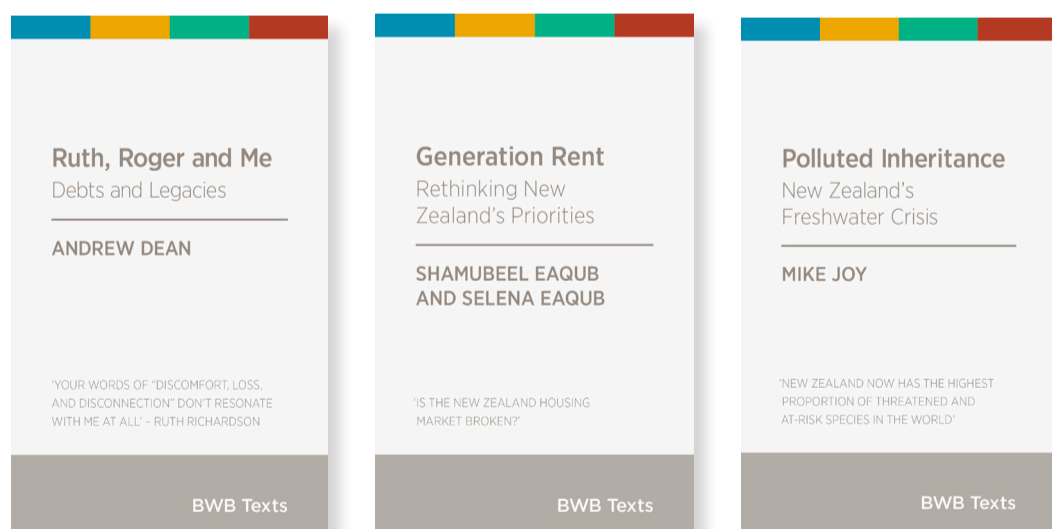 Ruth, Roger and Me
Debts and Legacies
ANDREW DEAN
'YOUR WORDS OF "DISCOMFORT, LOSS,
AND DISCONNECTION" DON'T RESONATE
WITH ME AT ALL' – RUTH RICHARDSON
BWB Texts
Generation Rent
Rethinking New
Zealand's Priorities
SHAMUBEEL EAQUB
AND SELENA EAQUB
'IS THE NEW ZEALAND HOUSING
MARKET BROKEN?'
BWB Texts
Polluted Inheritance
New Zealand's
Freshwater Crisis
MIKE JOY
'NEW ZEALAND NOW HAS THE HIGHEST
PROPORTION OF THREATENED AND
AT-RISK SPECIES IN THE WORLD'
BWB Texts